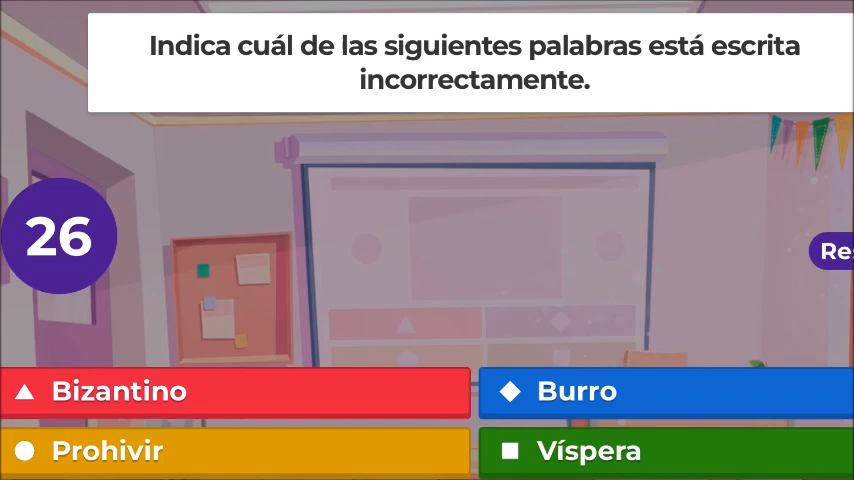 Indica cuál de las siguientes palabras está escrita
incorrectamente.
26
Bizantino
Burro
Prohivir
Víspera